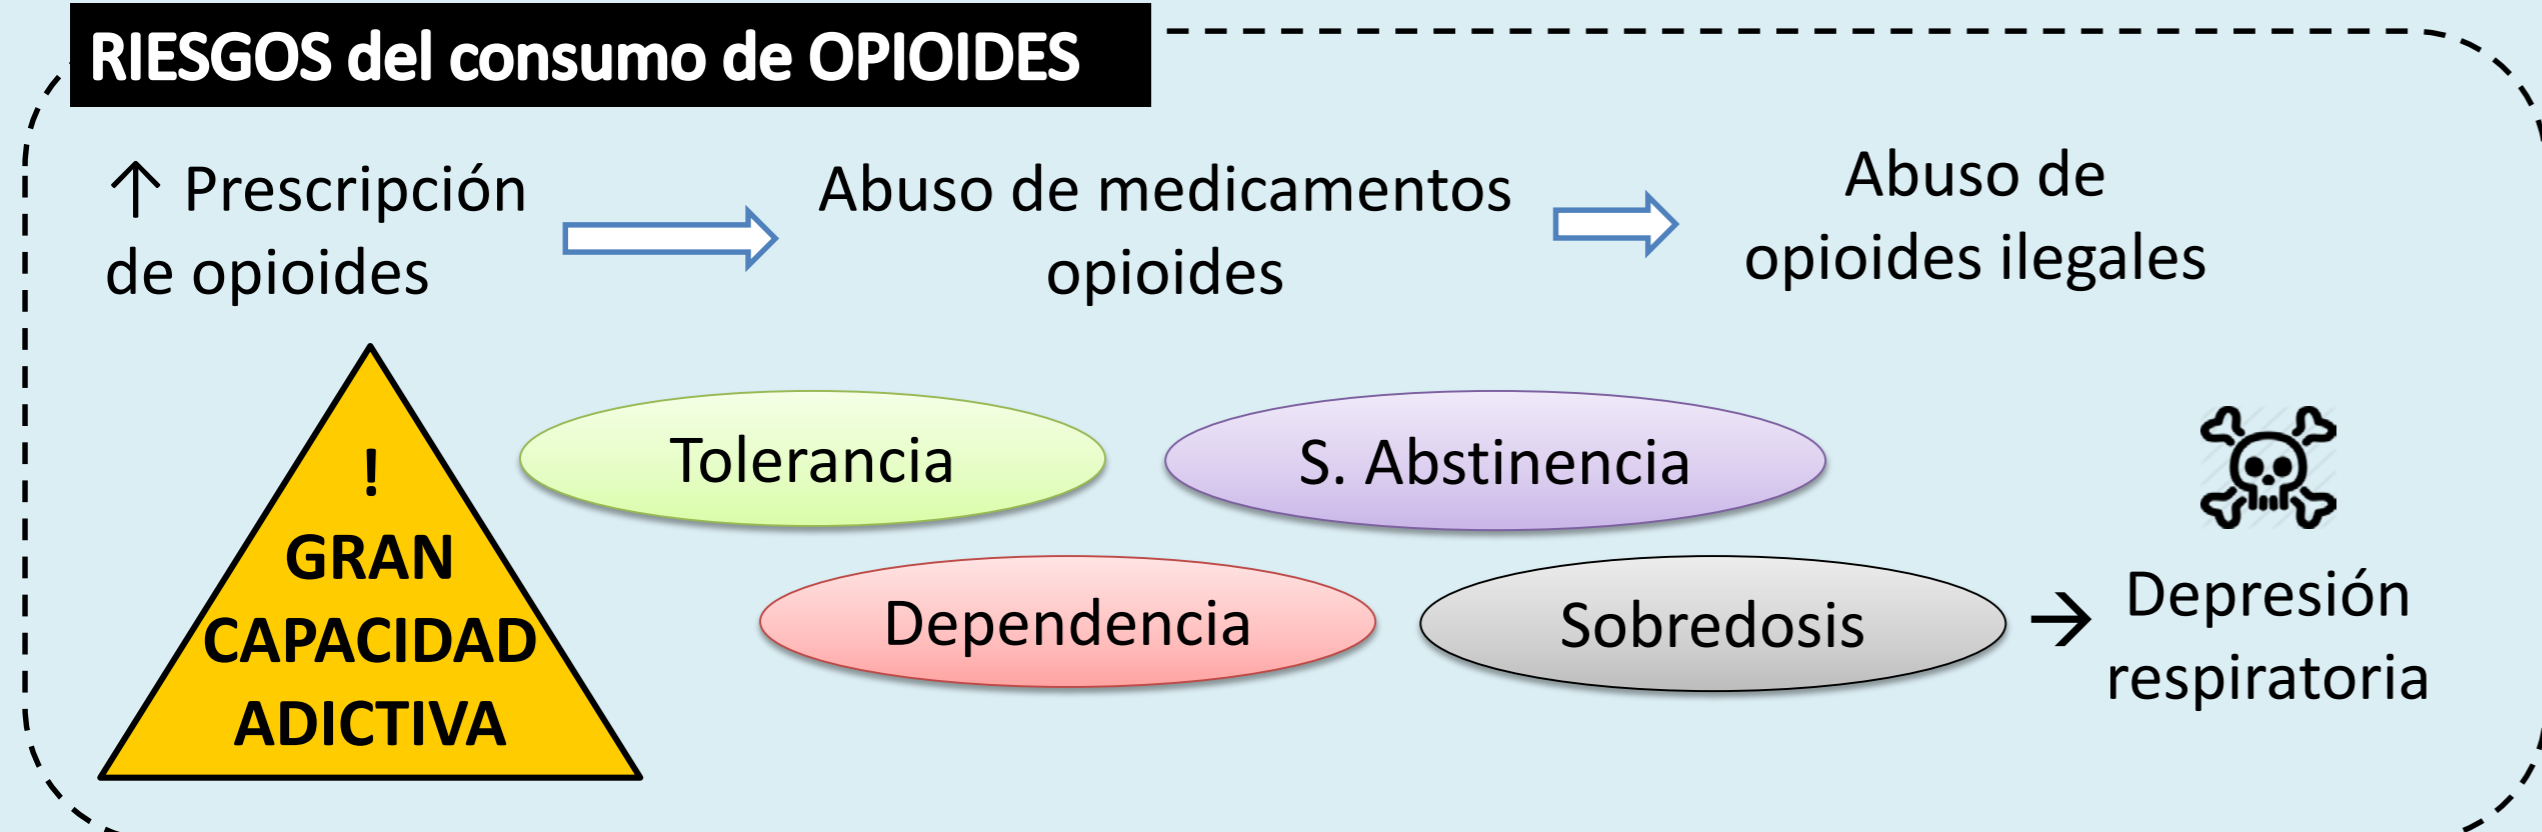 RIESGOS del consumo de OPIOIDES
↑ Prescripción
de opioides
Abuso de medicamentos
opioides
Abuso de
opioides ilegales
!
GRAN
CAPACIDAD
ADICTIVA
Tolerancia
S. Abstinencia
Dependencia
Sobredosis
→ Depresión
respiratoria